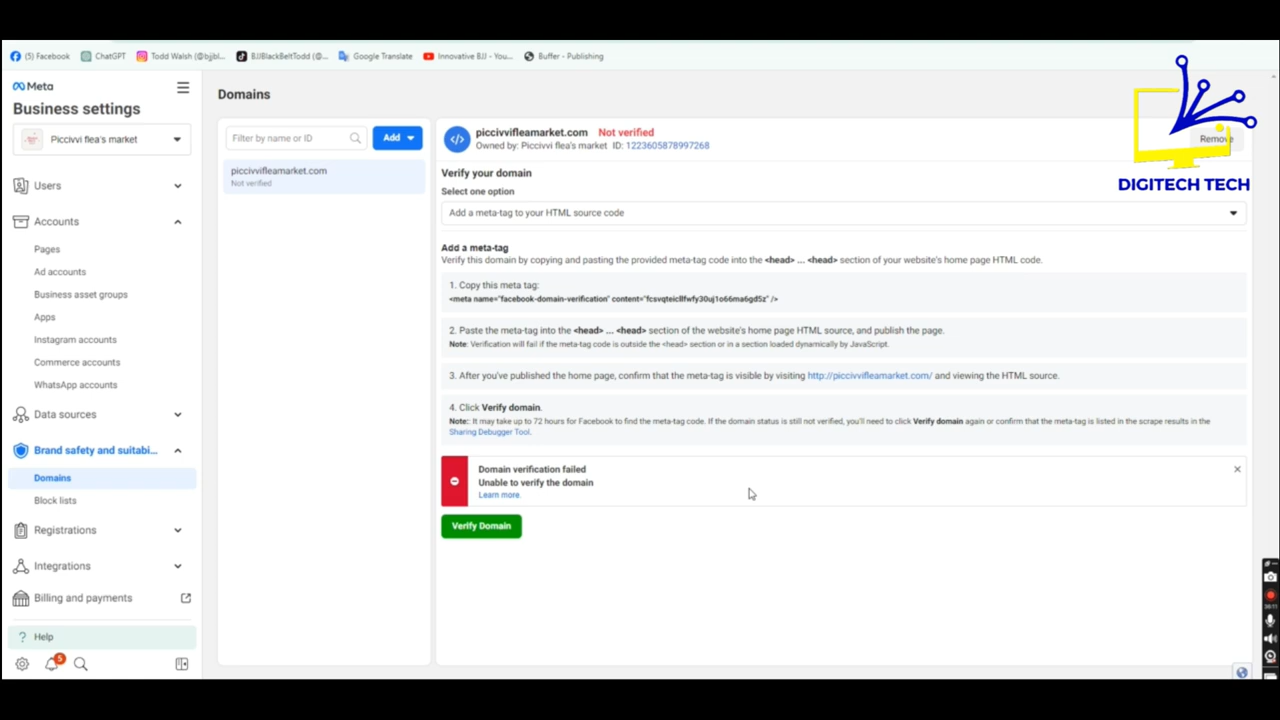 (5) Facebook
ChatGPT
Todd Walsh (@bjjbl...
BJJBlackBeltTodd (@...
Google Translate
Innovative BJJ - You...
Buffer - Publishing
Meta
Business settings
Piccivvi flea's market
Users
Accounts
Pages
Ad accounts
Business asset groups
Apps
Instagram accounts
Commerce accounts
WhatsApp accounts
Data sources
Brand safety and suitabi...
Domains
Block lists
Registrations
Integrations
Billing and payments
? Help
5
Domains
Filter by name or ID
Add
piccivvifleamarket.com
Not verified
piccivvifleamarket.com Not verified
Owned by: Piccivvi flea's market ID: 1223605878997268
Remove
DIGITECH TECH
Verify your domain
Select one option
Add a meta-tag to your HTML source code
Add a meta-tag
Verify this domain by copying and pasting the provided meta-tag code into the <head> ... <head> section of your website's home page HTML code.
1. Copy this meta tag:
<meta name="facebook-domain-verification" content= />
2. Paste the meta-tag into the <head> ... <head> section of the website's home page HTML source, and publish the page.
Note: Verification will fail if the meta-tag code is outside the <head> section or in a section loaded dynamically by JavaScript.
3. After you've published the home page, confirm that the meta-tag is visible by visiting http://piccivvifleamarket.com/ and viewing the HTML source.
4. Click Verify domain.
Note: It may take up to 72 hours for Facebook to find the meta-tag code. If the domain status is still not verified, you'll need to click Verify domain again or confirm that the meta-tag is listed in the scrape results in the
Sharing Debugger Tool.
Domain verification failed
Unable to verify the domain
Learn more.
Verify Domain